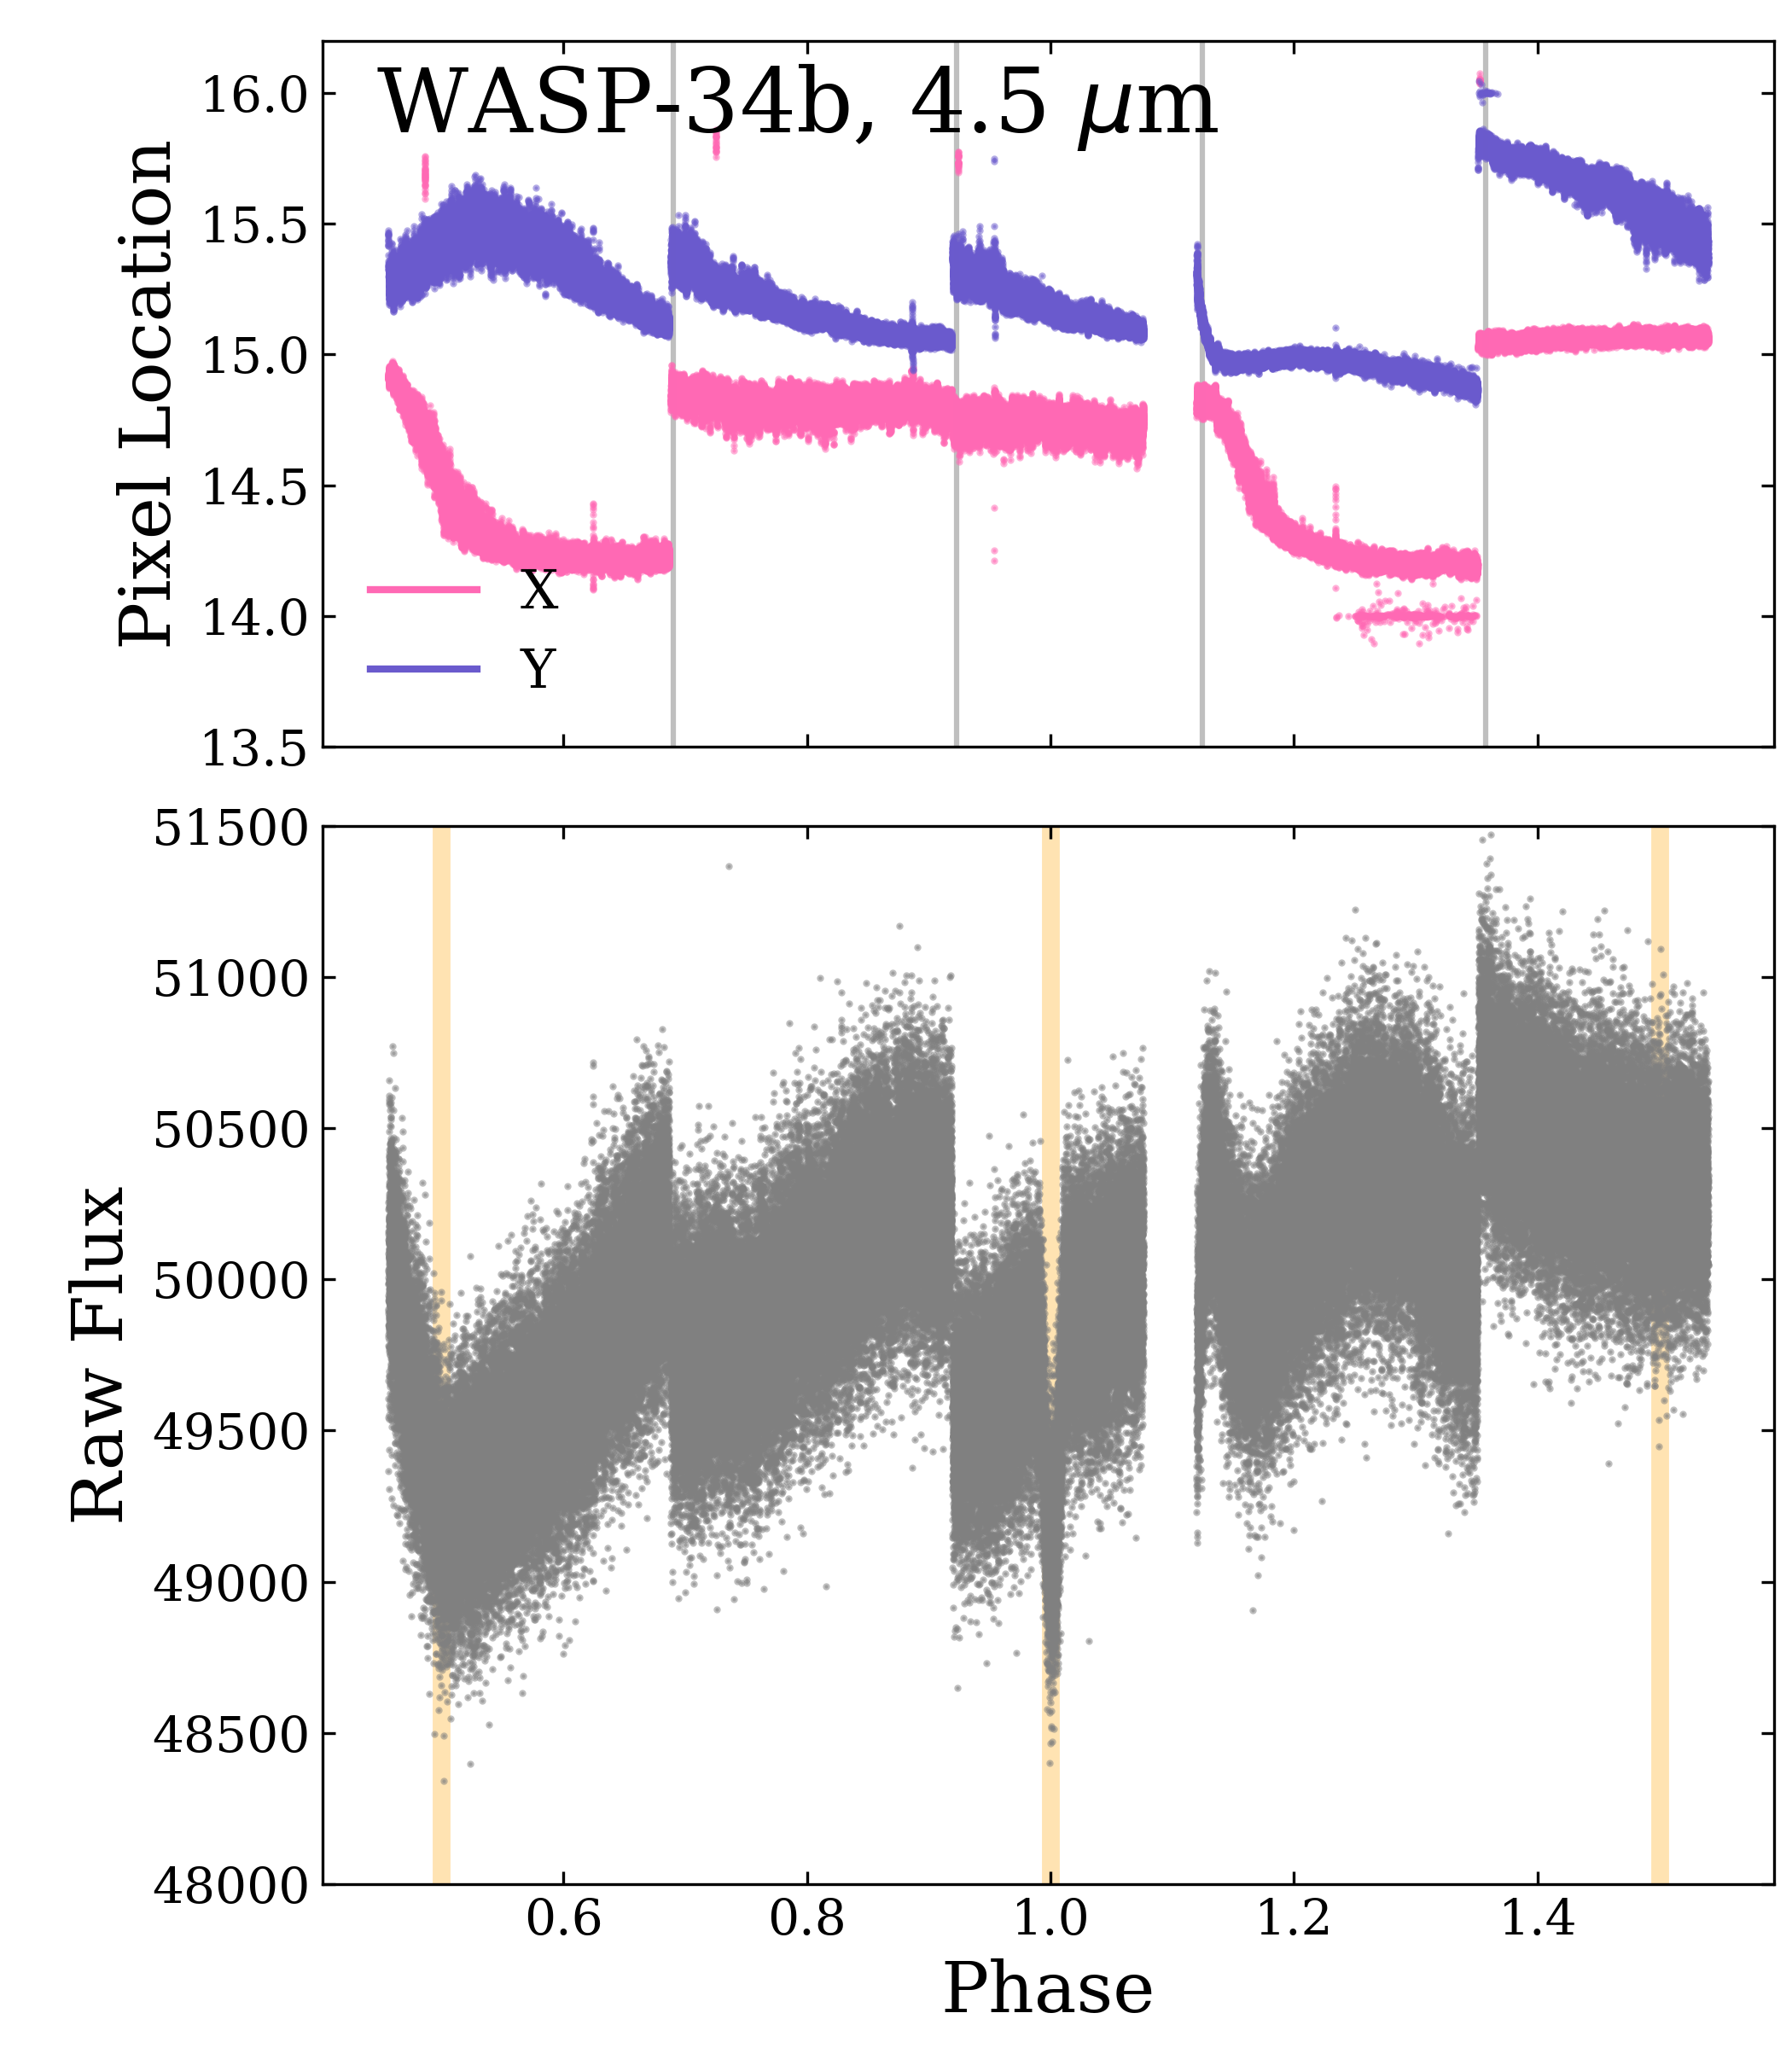 WASP-34b, 4.5 μm
Pixel Location
16.0
15.5
15.0
14.5
14.0
13.5
X
Y
Raw Flux
51500
51000
50500
50000
49500
49000
48500
48000
0.6 0.8 1.0 1.2 1.4
Phase